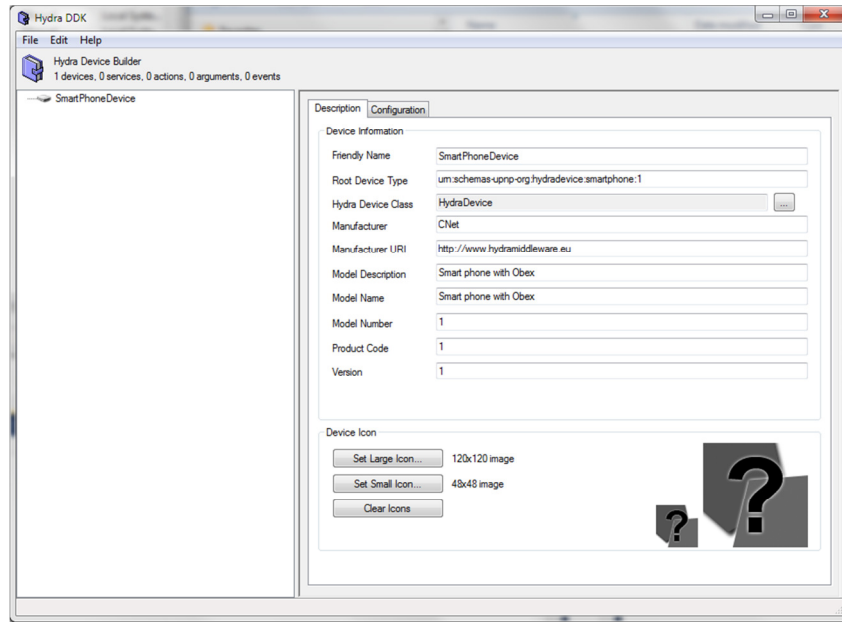 Hydra DDK
File Edit Help
Hydra Device Builder
1 devices, 0 services, 0 actions, 0 arguments, 0 events
SmartPhoneDevice
Description Configuration
Device Information
Friendly Name SmartPhoneDevice
Root Device Type urn:schemas-upnp-org:hydradevice:smartphone:1
Hydra Device Class HydraDevice ...
Manufacturer CNet
Manufacturer URL http://www.hydramiddleware.eu
Model Description Smart phone with Obex
Model Name Smart phone with Obex
Model Number 1
Product Code 1
Version 1
Device Icon
Set Large Icon... 120x120 image
Set Small Icon... 48x48 image
Clear Icons
? ?